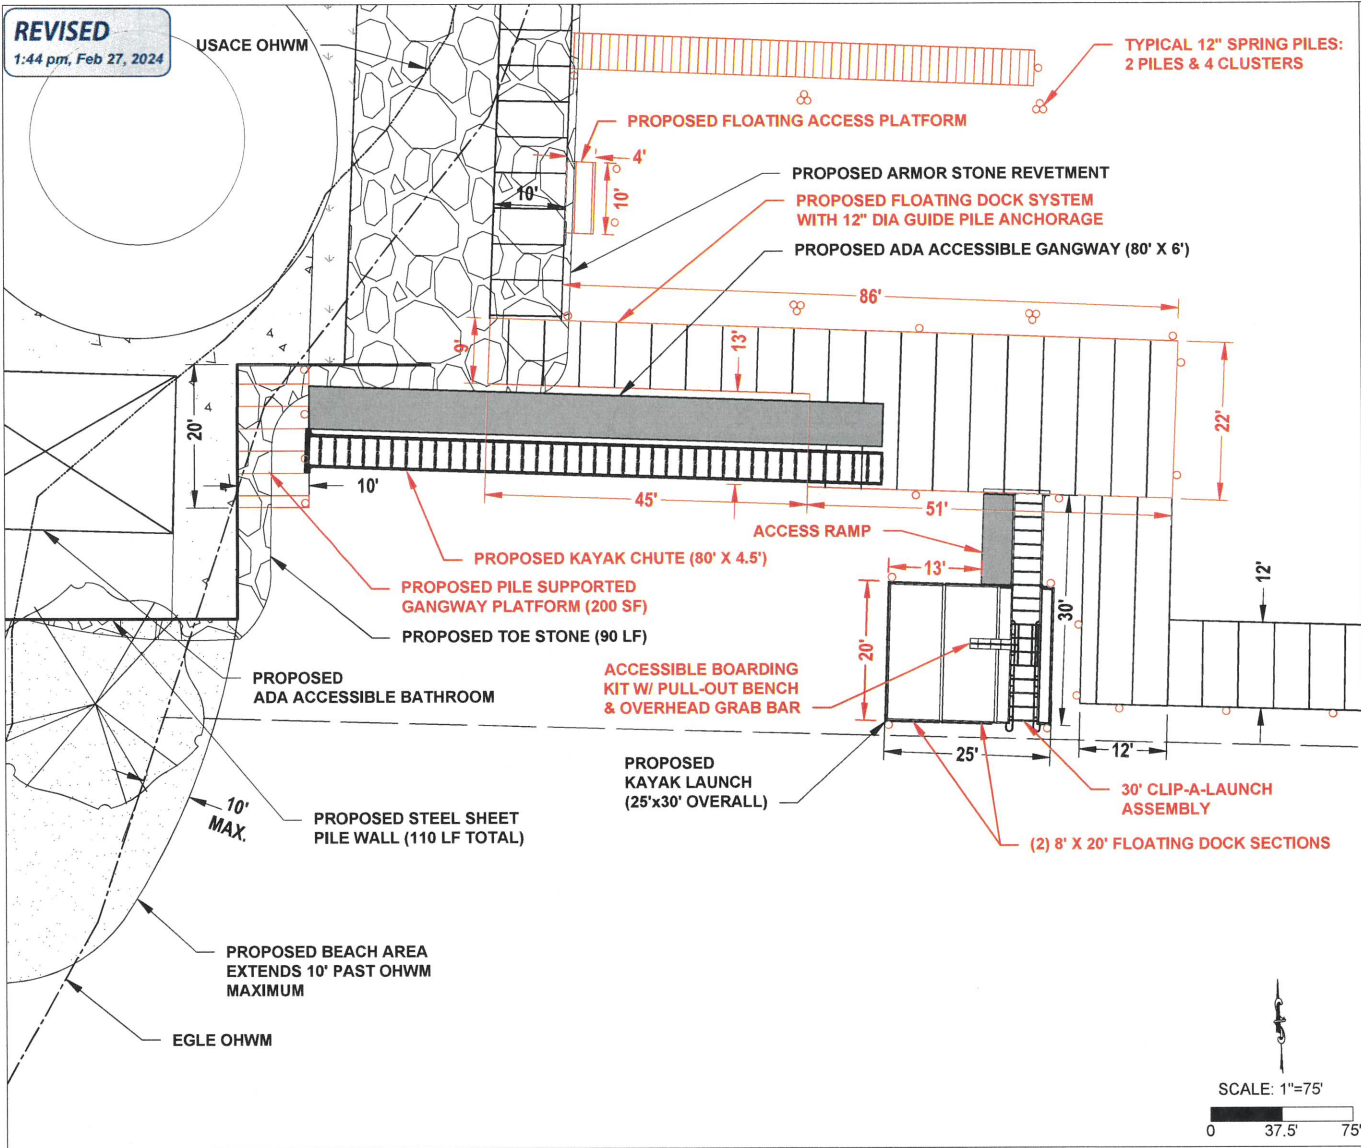 REVISED
1:44 pm, Feb 27, 2024
USACE OHWM
TYPICAL 12" SPRING PILES:
2 PILES & 4 CLUSTERS
PROPOSED FLOATING ACCESS PLATFORM
4'
10'
10'
PROPOSED ARMOR STONE REVETMENT
PROPOSED FLOATING DOCK SYSTEM
WITH 12" DIA GUIDE PILE ANCHORAGE
PROPOSED ADA ACCESSIBLE GANGWAY (80' X 6')
86'
9'
13'
20'
22'
10'
45'
51'
ACCESS RAMP
PROPOSED KAYAK CHUTE (80' X 4.5')
13'
12'
PROPOSED PILE SUPPORTED
GANGWAY PLATFORM (200 SF)
30'
PROPOSED TOE STONE (90 LF)
20'
ACCESSIBLE BOARDING
KIT W/ PULL-OUT BENCH
& OVERHEAD GRAB BAR
PROPOSED
ADA ACCESSIBLE BATHROOM
25'
12'
PROPOSED
KAYAK LAUNCH
(25'x30' OVERALL)
30' CLIP-A-LAUNCH
ASSEMBLY
10'
MAX.
PROPOSED STEEL SHEET
PILE WALL (110 LF TOTAL)
(2) 8' X 20' FLOATING DOCK SECTIONS
PROPOSED BEACH AREA
EXTENDS 10' PAST OHWM
MAXIMUM
EGLE OHWM
SCALE: 1"=75'
0 37.5' 75'